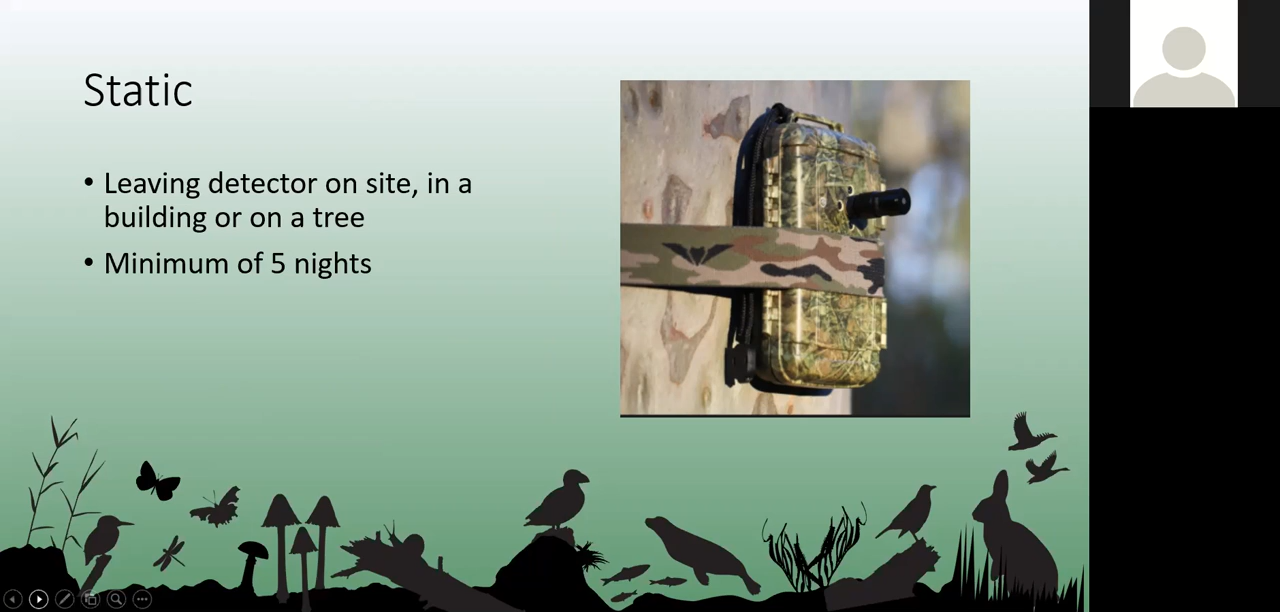 Static
• Leaving detector on site, in a
building or on a tree
• Minimum of 5 nights